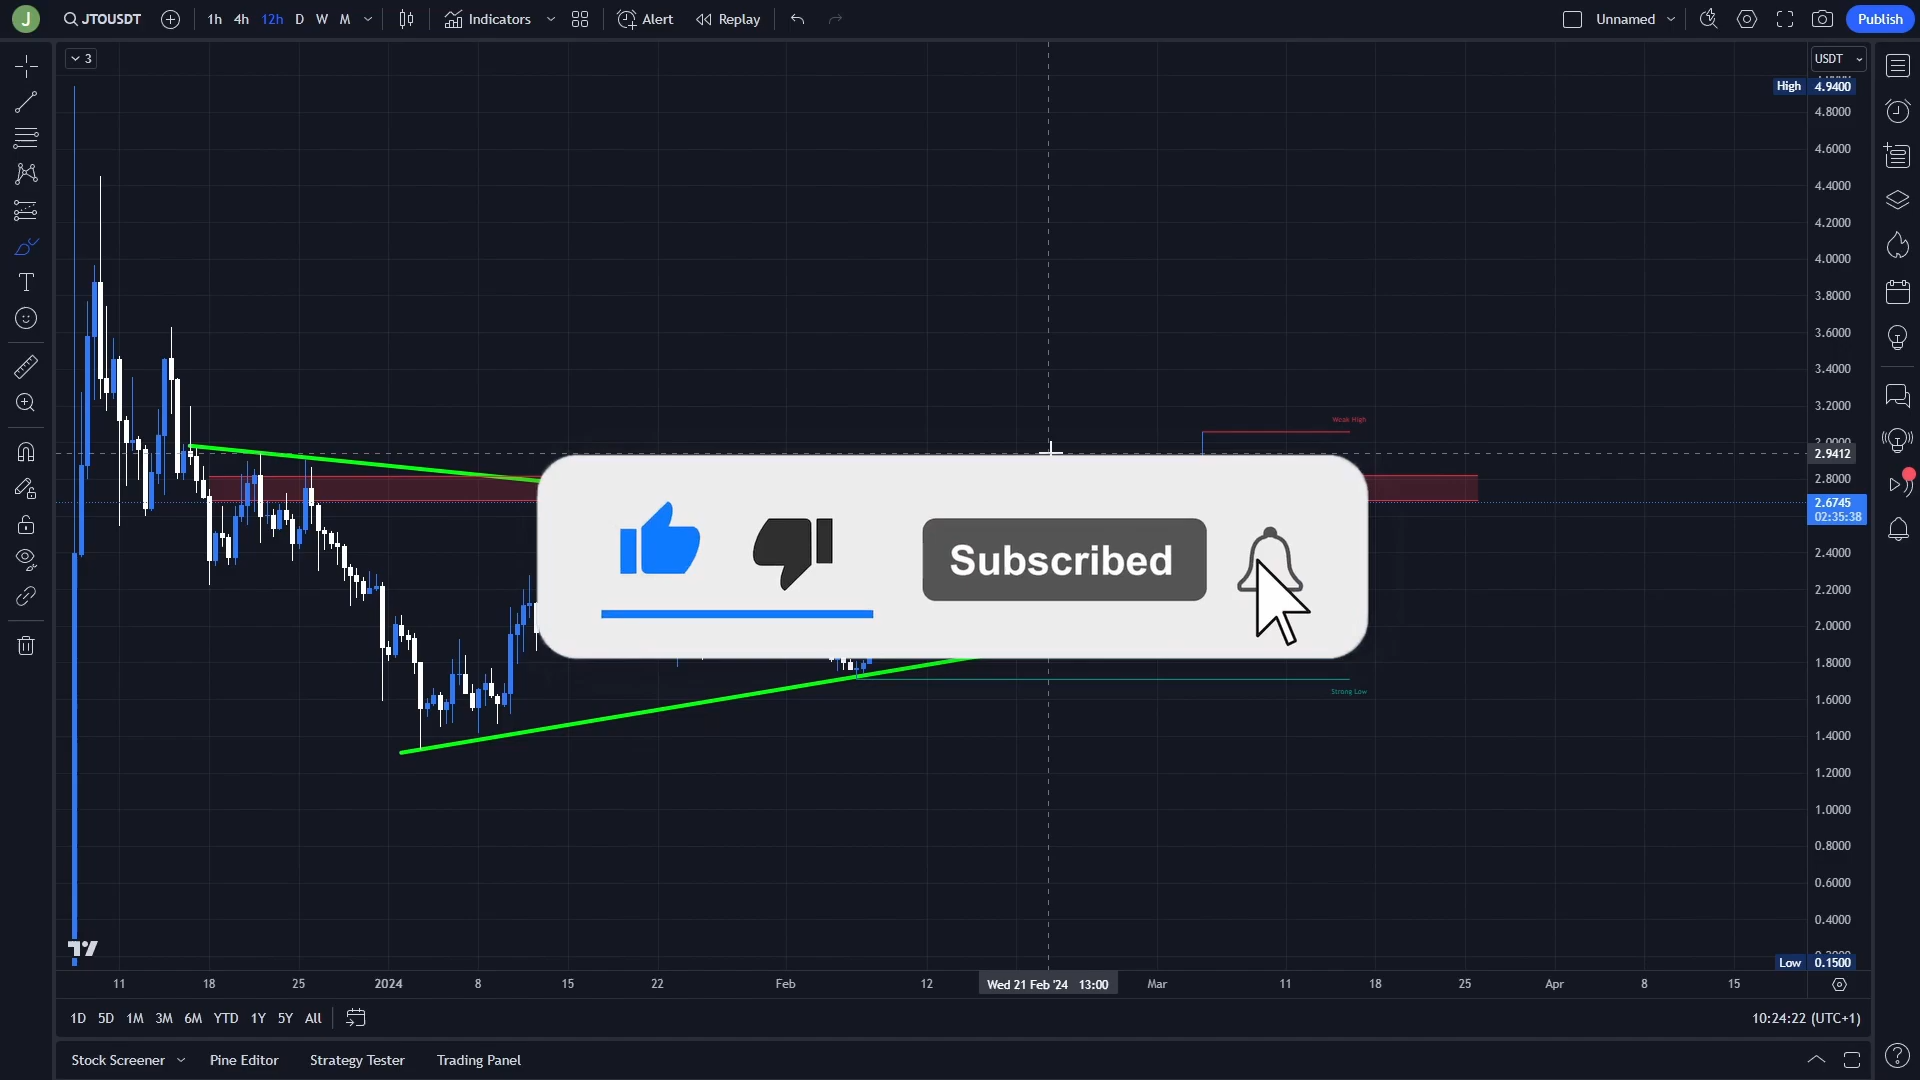 J
JTOUSDT
1h 4h 12h D W M
Indicators
Alert
Replay
Unnamed
Publish
3
USDT
High 4.9400
4.8000
4.6000
4.4000
4.2000
4.0000
3.8000
3.6000
3.4000
3.2000
Weak High
2.9412
2.8000
2.6745
02:35:38
2.4000
2.2000
2.0000
1.8000
1.6000
1.4000
1.2000
1.0000
0.8000
0.6000
0.4000
Low 0.1500
Subscribed
Strong Low
11 18 25 2024 8 15 22 Feb 12 Wed 21 Feb '24 13:00 Mar 11 18 25 Apr 8 15
1D 5D 1M 3M 6M YTD 1Y 5Y All
10:24:22 (UTC+1)
Stock Screener Pine Editor Strategy Tester Trading Panel